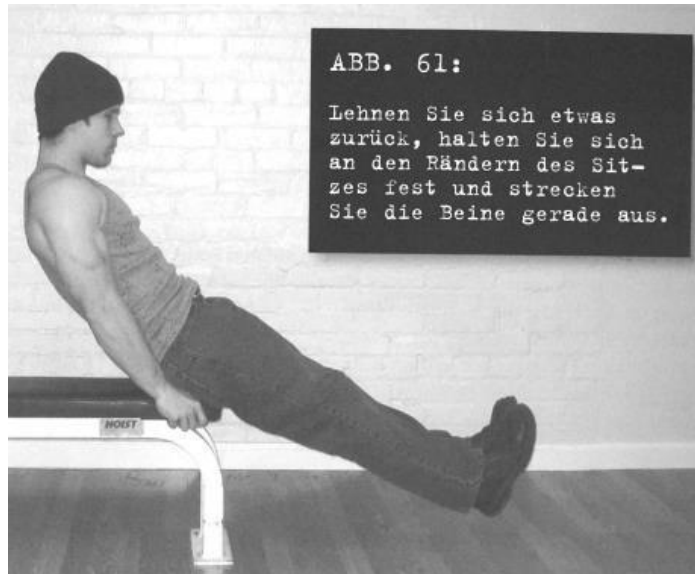 ABB. 61:
Lehnen Sie sich etwas
zurück, halten Sie sich
an den Rändern des Sit-
zes fest und strecken
Sie die Beine gerade aus.
HOIST